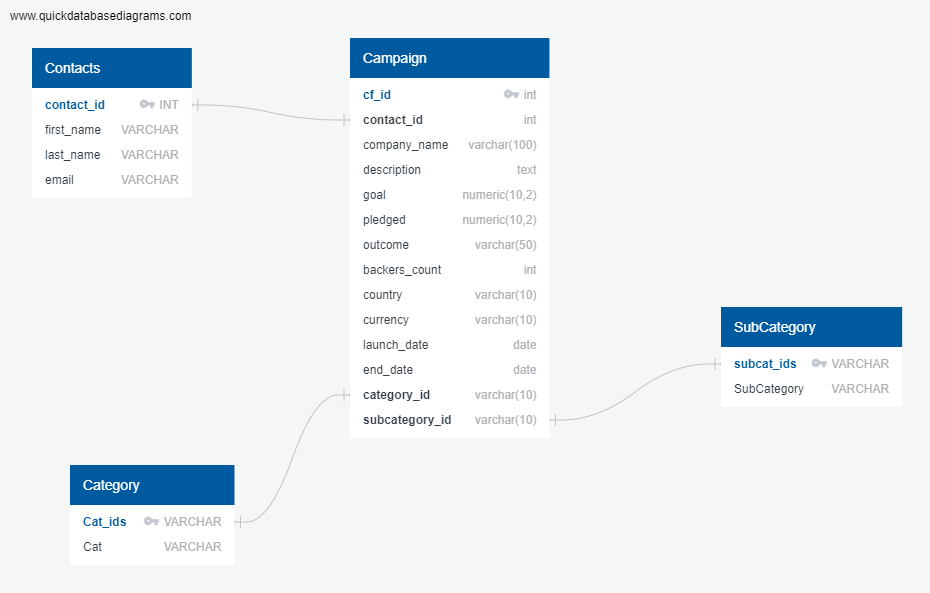 www.quickdatabasediagrams.com
Contacts
contact_id INT
first_name VARCHAR
last_name VARCHAR
email VARCHAR
Campaign
cf_id int
contact_id int
company_name varchar(100)
description text
goal numeric(10,2)
pledged numeric(10,2)
outcome varchar(50)
backers_count int
country varchar(10)
currency varchar(10)
launch_date date
end_date date
category_id varchar(10)
subcategory_id varchar(10)
SubCategory
subcat_ids VARCHAR
SubCategory VARCHAR
Category
Cat_ids VARCHAR
Cat VARCHAR